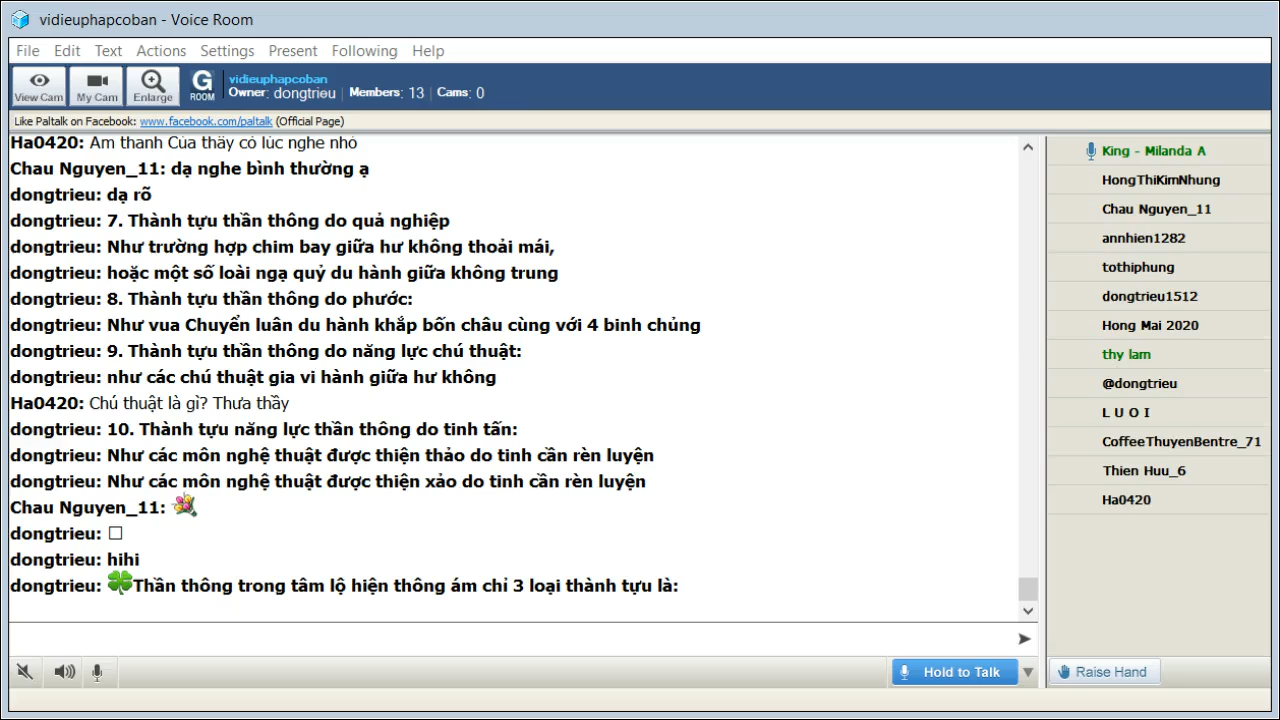 vidieuphapcoban - Voice Room
File Edit Text Actions Settings Present Following Help
View Cam My Cam Enlarge G ROOM
vidieuphapcoban
Owner: dongtrieu | Members: 13 | Cams: 0
Like Paltalk on Facebook: www.facebook.com/paltalk (Official Page)
Ha0420: Âm thanh Của thầy có lúc nghe nhỏ
Chau Nguyen_11: dạ nghe bình thường ạ
dongtrieu: dạ rõ
dongtrieu: 7. Thành tựu thần thông do quả nghiệp
dongtrieu: Như trường hợp chim bay giữa hư không thoải mái,
dongtrieu: hoặc một số loài ngạ quỷ du hành giữa không trung
dongtrieu: 8. Thành tựu thần thông do phước:
dongtrieu: Như vua Chuyển luân du hành khắp bốn châu cùng với 4 binh chủng
dongtrieu: 9. Thành tựu thần thông do năng lực chú thuật:
dongtrieu: như các chú thuật gia vi hành giữa hư không
Ha0420: Chú thuật là gì? Thưa thầy
dongtrieu: 10. Thành tựu năng lực thần thông do tinh tấn:
dongtrieu: Như các môn nghệ thuật được thiện thảo do tinh cần rèn luyện
dongtrieu: Như các môn nghệ thuật được thiện xảo do tinh cần rèn luyện
Chau Nguyen_11:
dongtrieu: □
dongtrieu: hihi
dongtrieu: Thần thông trong tâm lộ hiện thông ám chỉ 3 loại thành tựu là:
King - Milanda A
HongThiKimNhung
Chau Nguyen_11
annhien1282
tothiphung
dongtrieu1512
Hong Mai 2020
thy lam
@dongtrieu
L U O I
CoffeeThuyenBentre_71
Thien Huu_6
Ha0420
Hold to Talk
Raise Hand